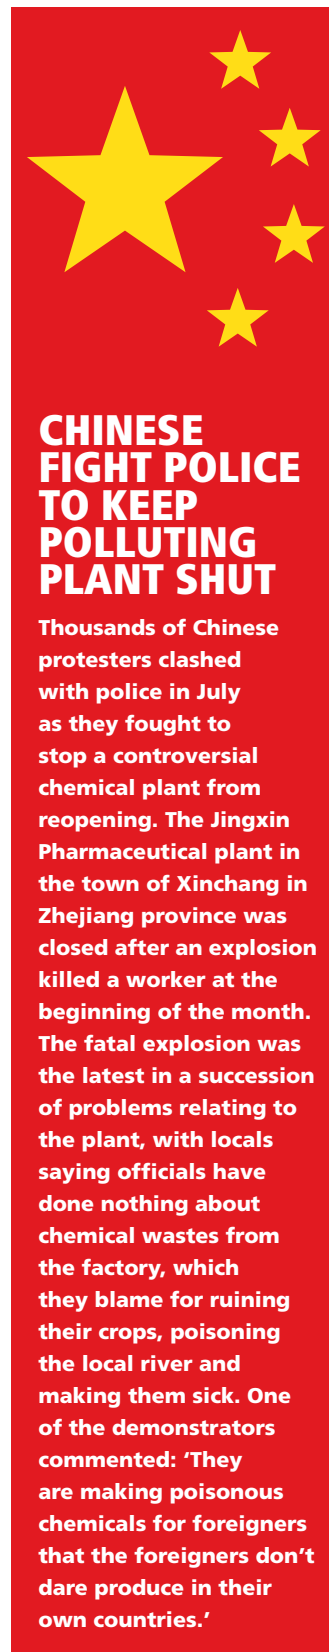 CHINESE
FIGHT POLICE
TO KEEP
POLLUTING
PLANT SHUT
Thousands of Chinese
protesters clashed
with police in July
as they fought to
stop a controversial
chemical plant from
reopening. The Jingxin
Pharmaceutical plant in
the town of Xinchang in
Zhejiang province was
closed after an explosion
killed a worker at the
beginning of the month.
The fatal explosion was
the latest in a succession
of problems relating to
the plant, with locals
saying officials have
done nothing about
chemical wastes from
the factory, which
they blame for ruining
their crops, poisoning
the local river and
making them sick. One
of the demonstrators
commented: ‘They
are making poisonous
chemicals for foreigners
that the foreigners don’t
dare produce in their
own countries.’